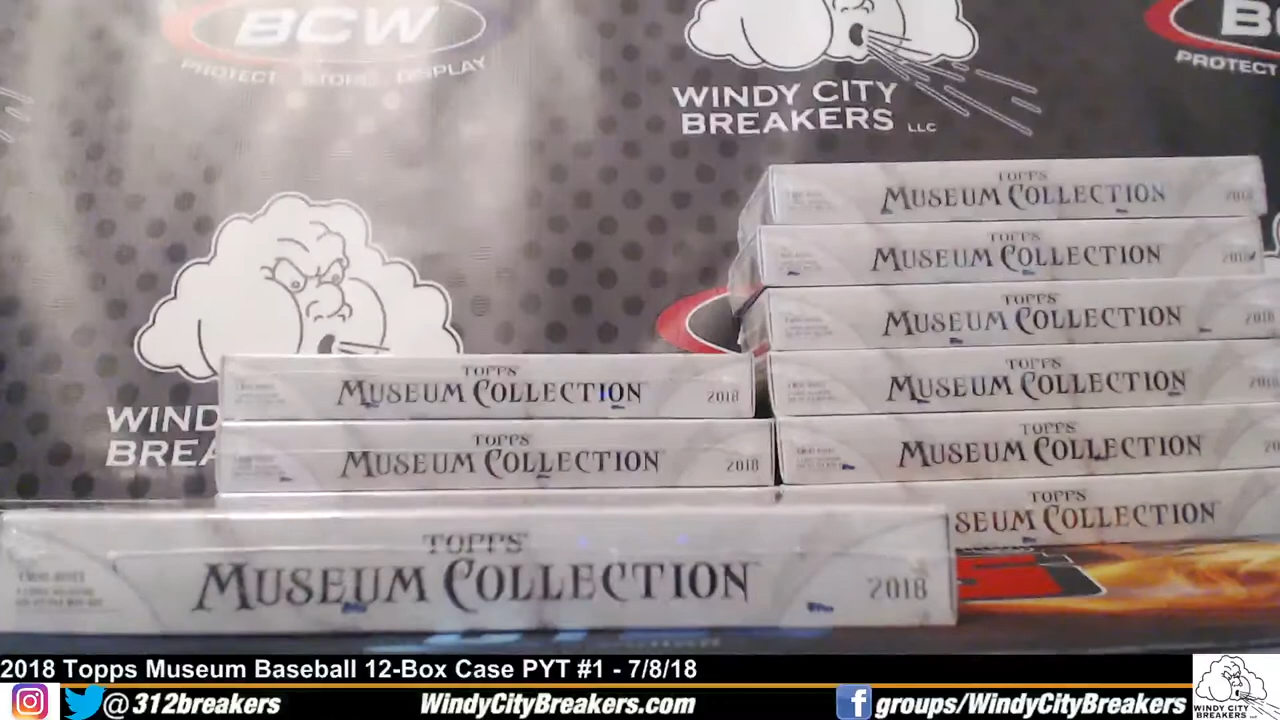 BCW
PROTECT STORE DISPLAY
WINDY CITY
BREAKERS LLC
PROTECT
TOPPS
MUSEUM COLLECTION
TOPPS
MUSEUM COLLECTION
TOPPS
MUSEUM COLLECTION 2018
TOPPS
MUSEUM COLLECTION
TOPPS
MUSEUM COLLECTION
TOPPS
SEUM COLLECTION
WIND
BREA
TOPPS
MUSEUM COLLECTION 2018
TOPPS
MUSEUM COLLECTION 2018
TOPPS
MUSEUM COLLECTION 2018
2018 Topps Museum Baseball 12-Box Case PYT #1 - 7/8/18
@312breakers WindyCityBreakers.com groups/WindyCityBreakers
WINDY CITY
BREAKERS